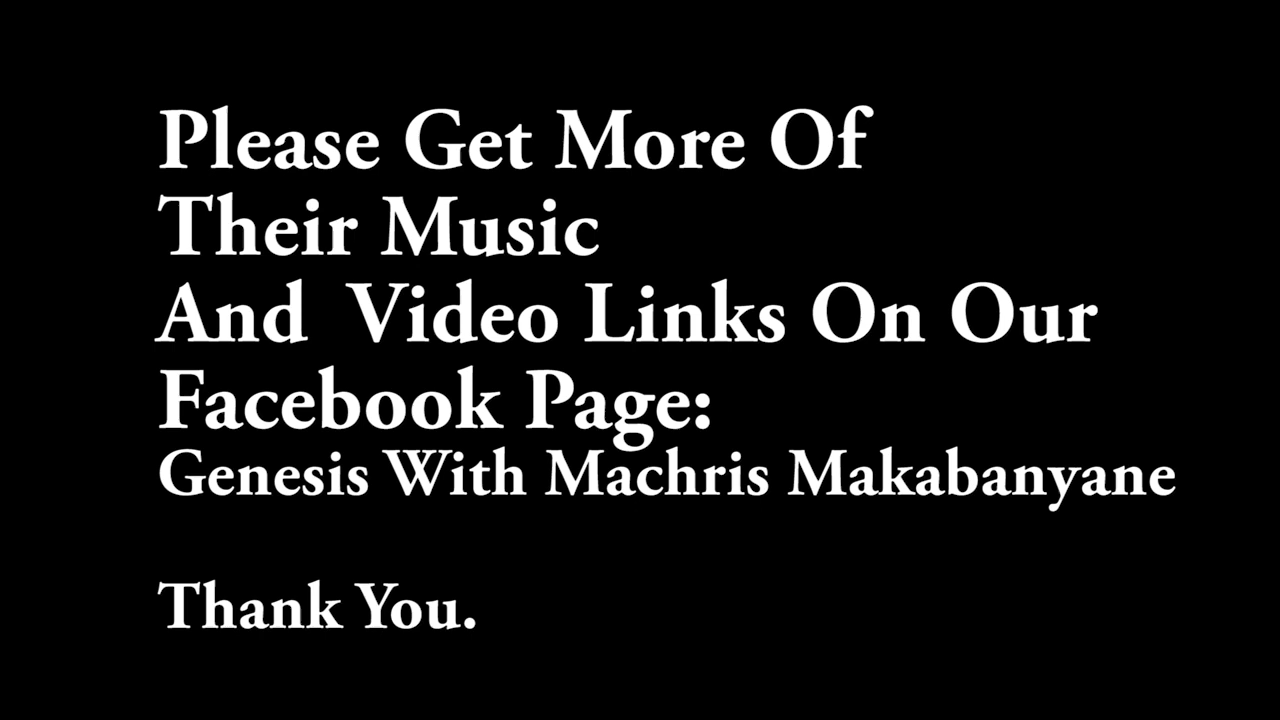 Please Get More Of
Their Music
And Video Links On Our
Facebook Page:
Genesis With Machris Makabanyane
Thank You.